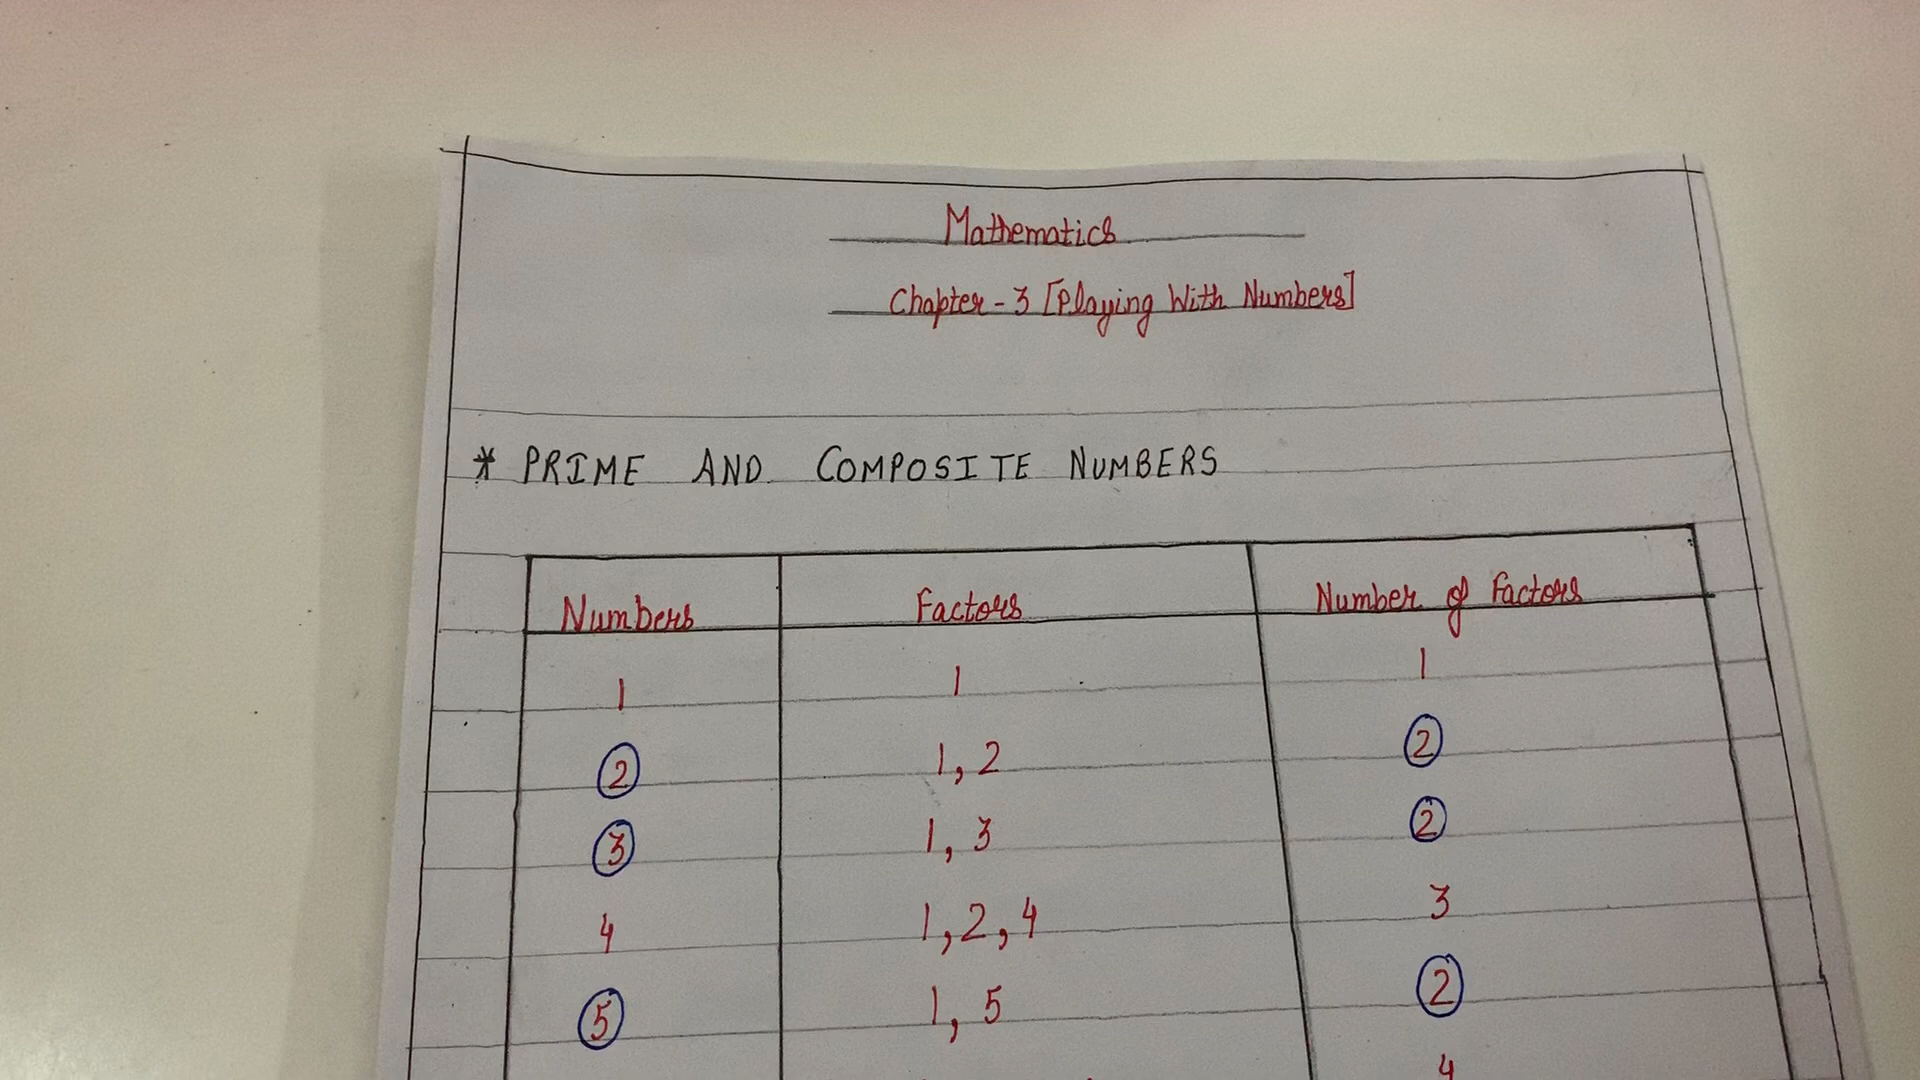 Mathematics
Chapter - 3 [Playing With Numbers]
* PRIME AND COMPOSITE NUMBERS
Numbers Factors Number of Factors
1 1 1
2 1, 2 2
3 1, 3 2
4 1, 2, 4 3
5 1, 5 2
4